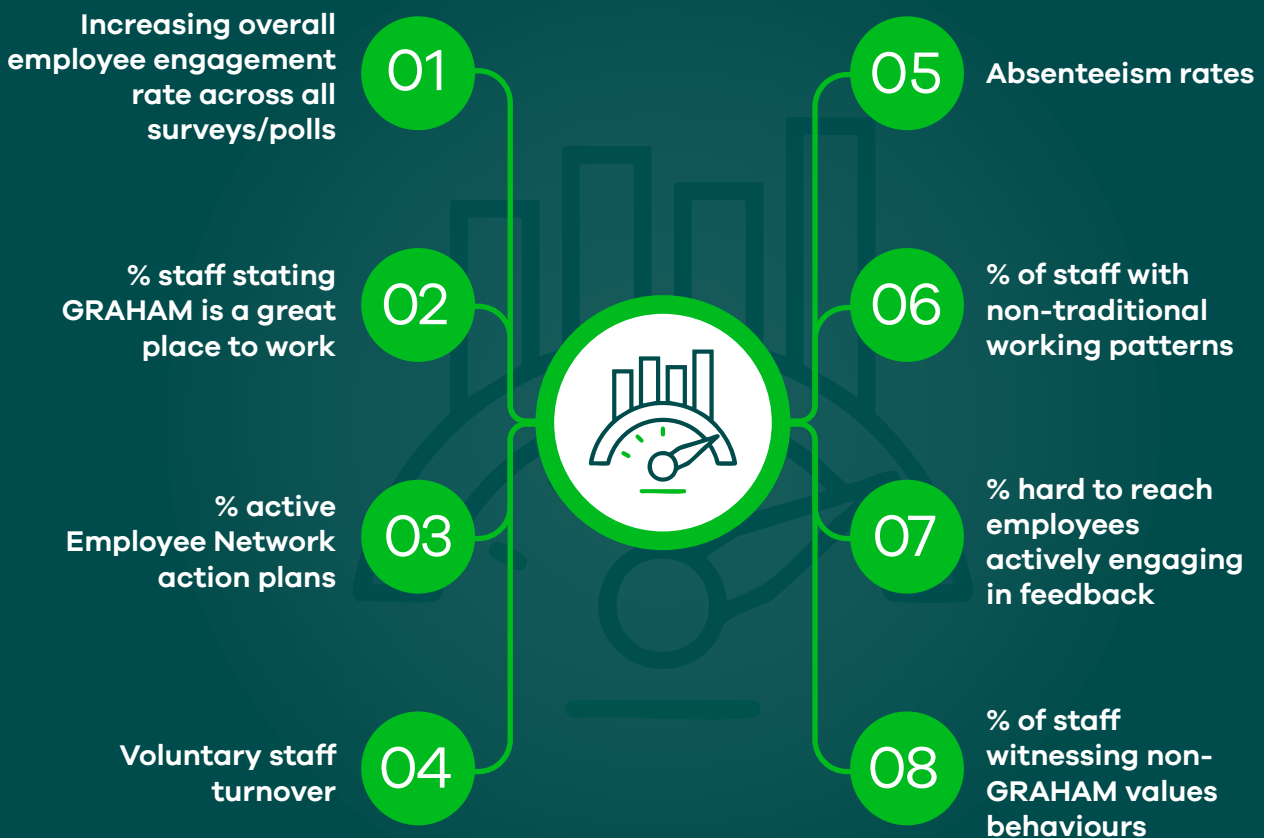 Increasing overall
employee engagement
rate across all
surveys/polls
01
% staff stating
GRAHAM is a great
place to work
02
% active
Employee Network
action plans
03
Voluntary staff
turnover
04
05
Absenteeism rates
06
% of staff with
non-traditional
working patterns
07
% hard to reach
employees
actively engaging
in feedback
08
% of staff
witnessing non-
GRAHAM values
behaviours